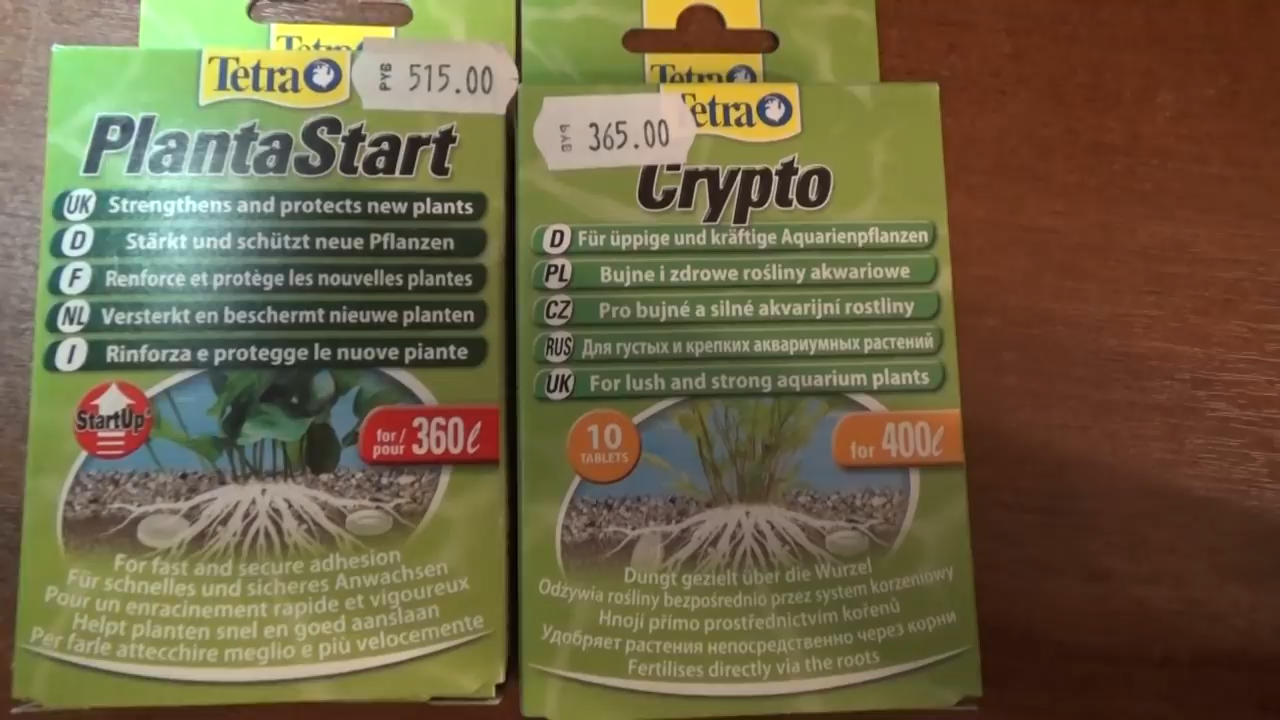 Tetra
Tetra
РУБ 515.00
PlantaStart
UK Strengthens and protects new plants
D Stärkt und schützt neue Pflanzen
F Renforce et protège les nouvelles plantes
NL Versterkt en beschermt nieuwe planten
I Rinforza e protegge le nuove piante
StartUp
for/
pour 360ℓ
For fast and secure adhesion
Für schnelles und sicheres Anwachsen
Pour un enracinement rapide et vigoureux
Helpt planten snel en goed aanslaan
Per farle attecchire meglio e più velocemente
Tetra
Tetra
РУБ 365.00
Crypto
D Für üppige und kräftige Aquarienpflanzen
PL Bujne i zdrowe rośliny akwariowe
CZ Pro bujné a silné akvarijní rostliny
RUS Для густых и крепких аквариумных растений
UK For lush and strong aquarium plants
10
TABLETS
for 400ℓ
Düngt gezielt über die Wurzel
Odżywia rośliny bezpośrednio przez system korzeniowy
Hnojí přímo prostřednictvím kořenů
Удобряет растения непосредственно через корни
Fertilises directly via the roots